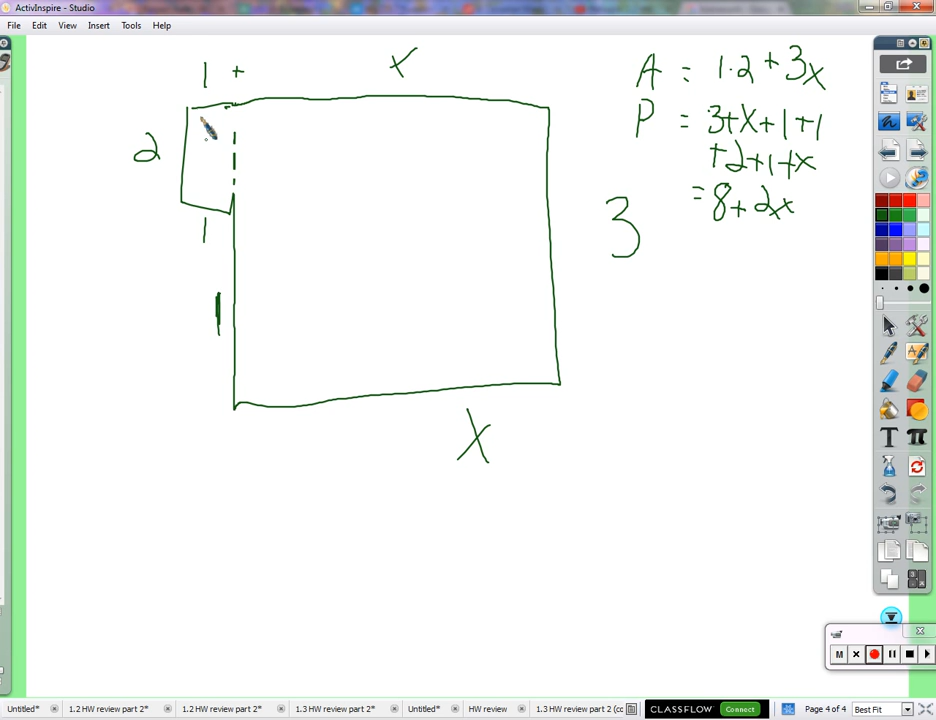 ActivInspire - Studio
File Edit View Insert Tools Help
1 + x
2
1
1
3
x
A = 1·2 + 3x
P = 3+x+1+1
+2+1+x
= 8+2x
T π
M
Untitled* 1.2 HW review part 2* 1.2 HW review part 2* 1.3 HW review part 2* Untitled* HW review 1.3 HW review part 2 (cc CLASSFLOW Connect Page 4 of 4 Best Fit